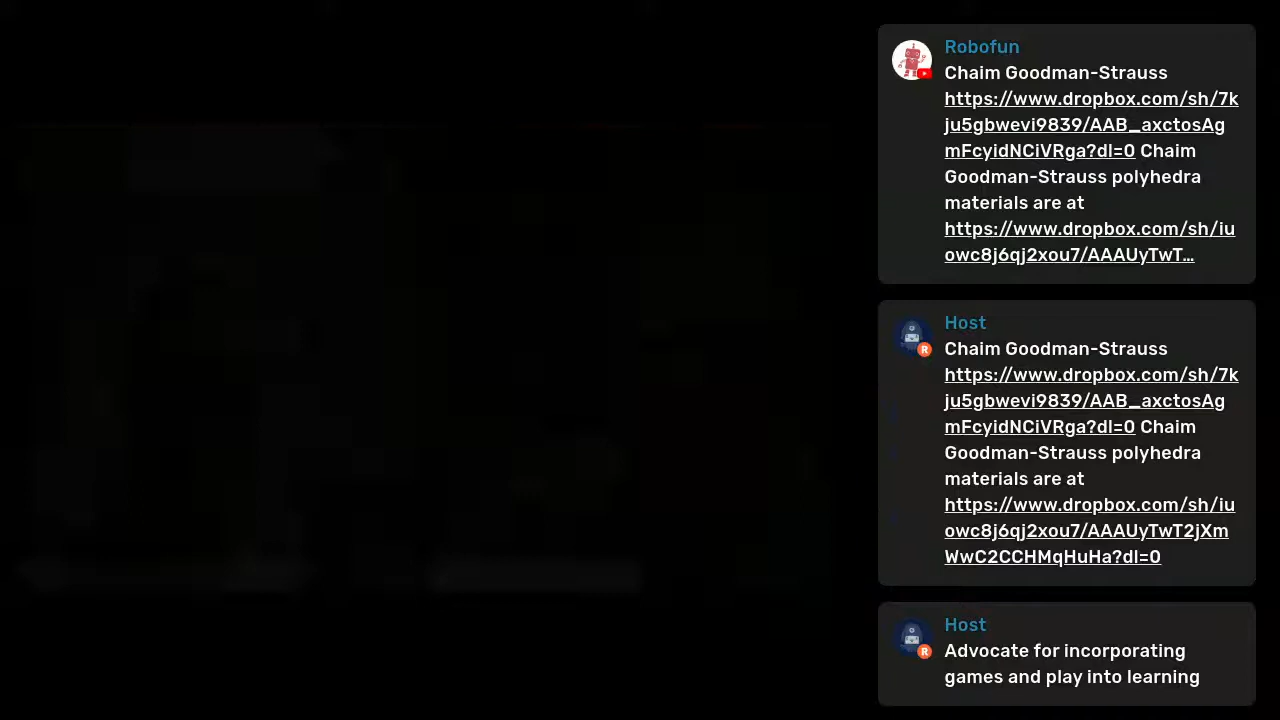 Robofun
Chaim Goodman-Strauss
https://www.dropbox.com/sh/7k
ju5gbwevi9839/AAB_axctosAg
mFcyidNCiVRga?dl=0 Chaim
Goodman-Strauss polyhedra
materials are at
https://www.dropbox.com/sh/iu
owc8j6qj2xou7/AAAUyTwT…
Host
R
Chaim Goodman-Strauss
https://www.dropbox.com/sh/7k
ju5gbwevi9839/AAB_axctosAg
mFcyidNCiVRga?dl=0 Chaim
Goodman-Strauss polyhedra
materials are at
https://www.dropbox.com/sh/iu
owc8j6qj2xou7/AAAUyTwT2jXm
WwC2CCHMqHuHa?dl=0
Host
R
Advocate for incorporating
games and play into learning